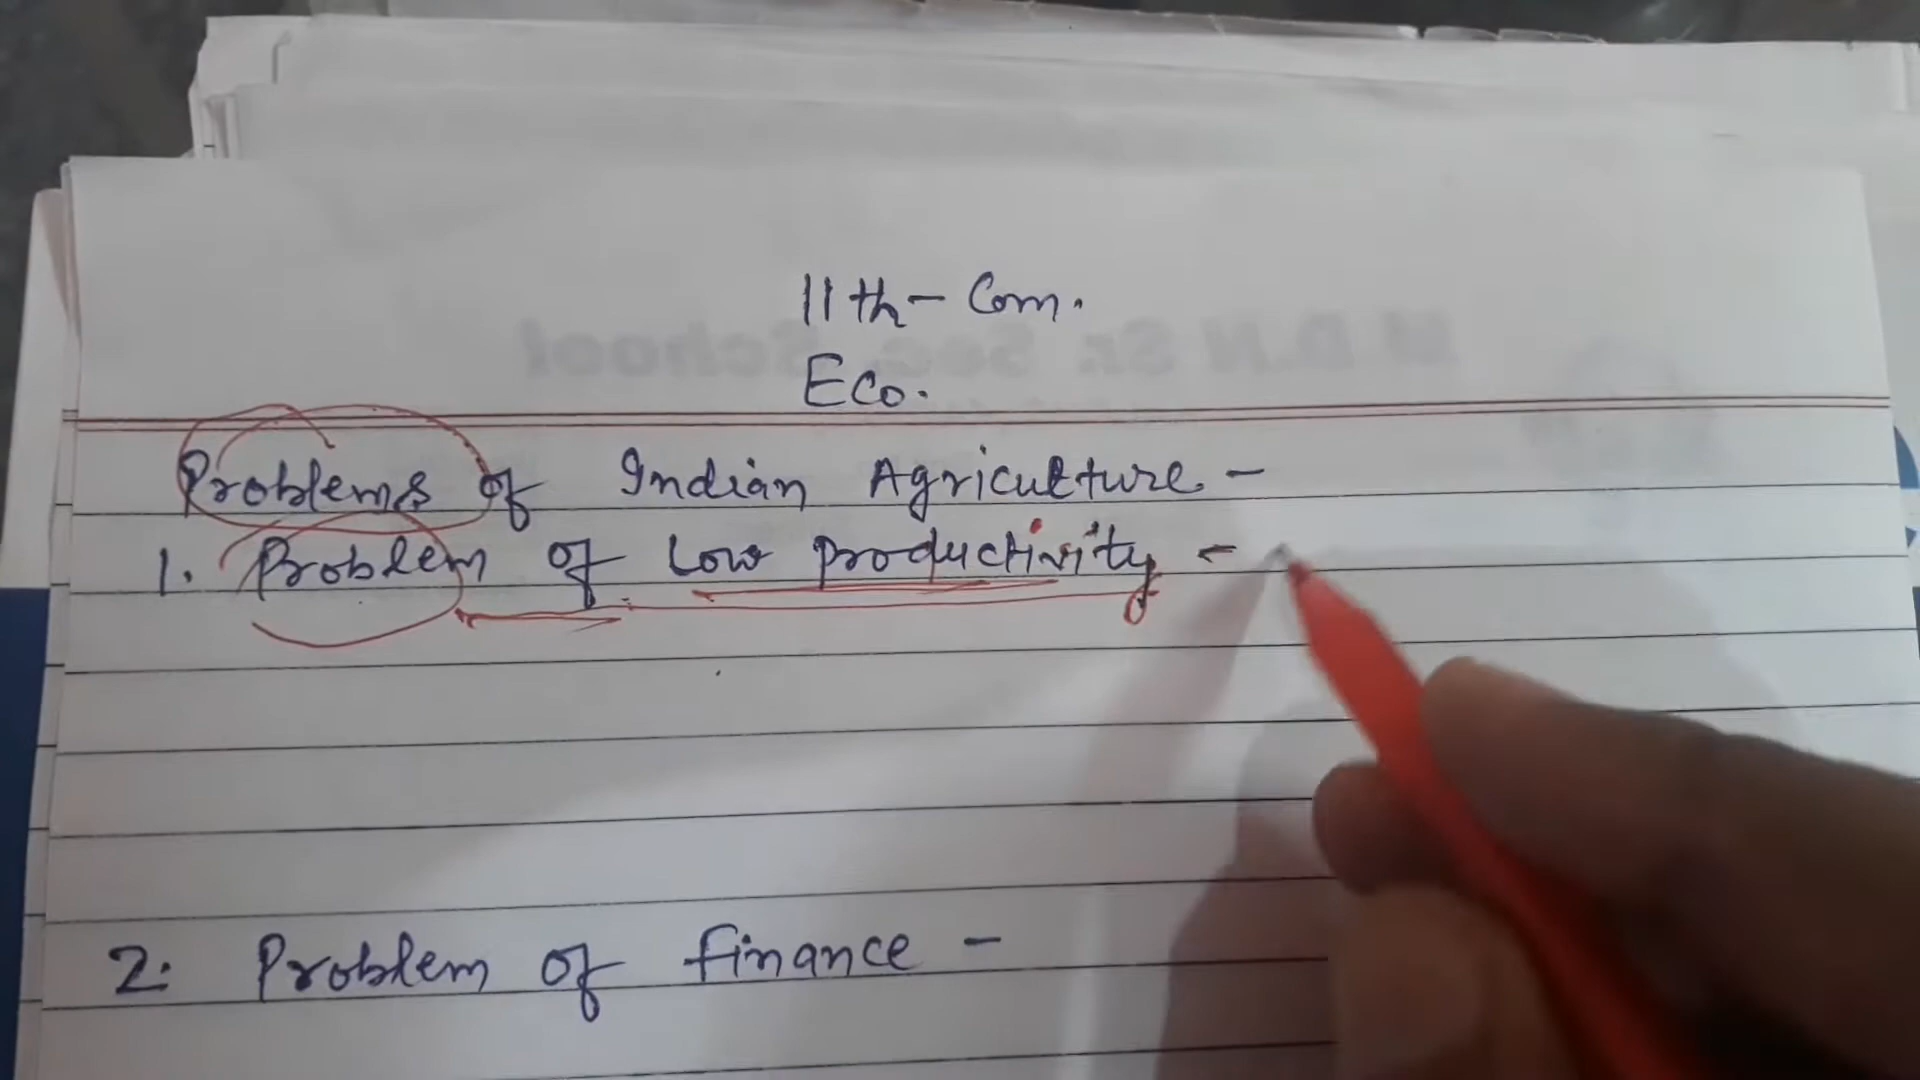 11th - Com.
Eco.
Problems of Indian Agriculture -
1. Problem of Low Productivity -
2. Problem of finance -